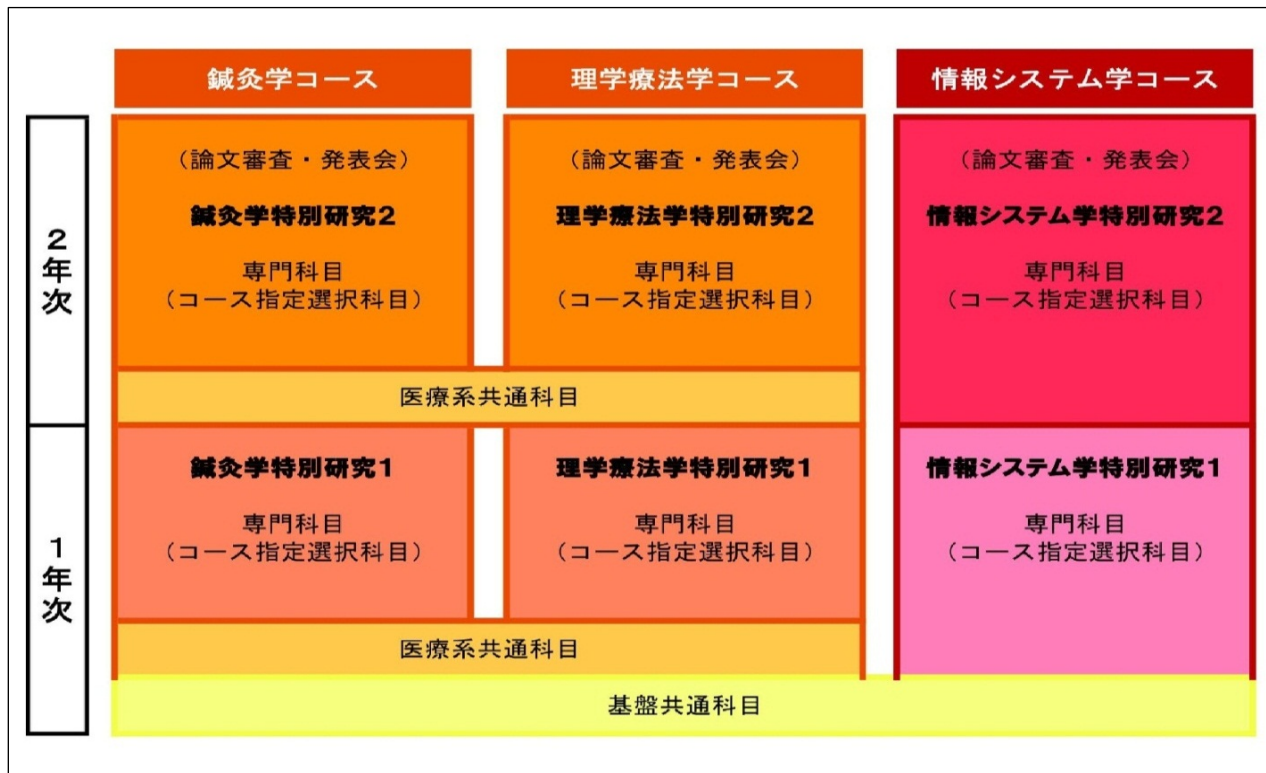 鍼灸学コース
理学療法学コース
情報システム学コース
2年次
(論文審査・発表会)
鍼灸学特別研究2
専門科目
(コース指定選択科目)
(論文審査・発表会)
理学療法学特別研究2
専門科目
(コース指定選択科目)
(論文審査・発表会)
情報システム学特別研究2
専門科目
(コース指定選択科目)
医療系共通科目
1年次
鍼灸学特別研究1
専門科目
(コース指定選択科目)
理学療法学特別研究1
専門科目
(コース指定選択科目)
情報システム学特別研究1
専門科目
(コース指定選択科目)
医療系共通科目
基盤共通科目